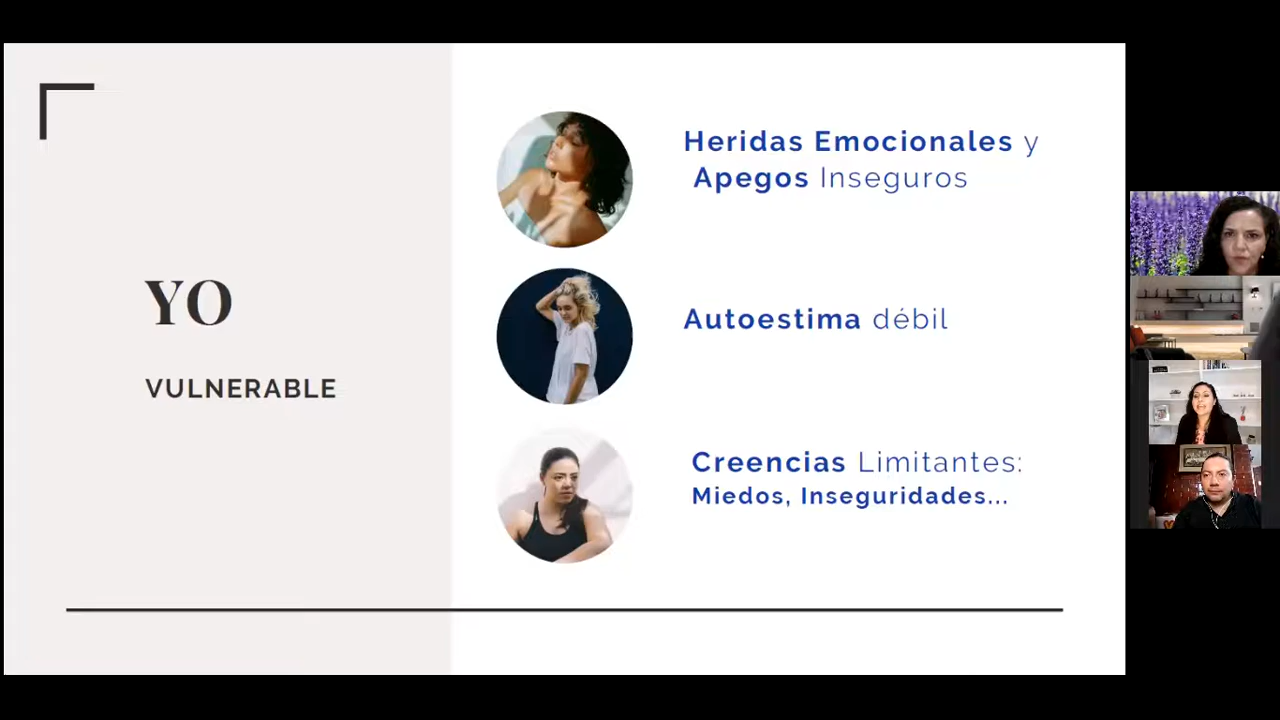 YO
VULNERABLE
Heridas Emocionales y
Apegos Inseguros
Autoestima débil
Creencias Limitantes:
Miedos, Inseguridades...